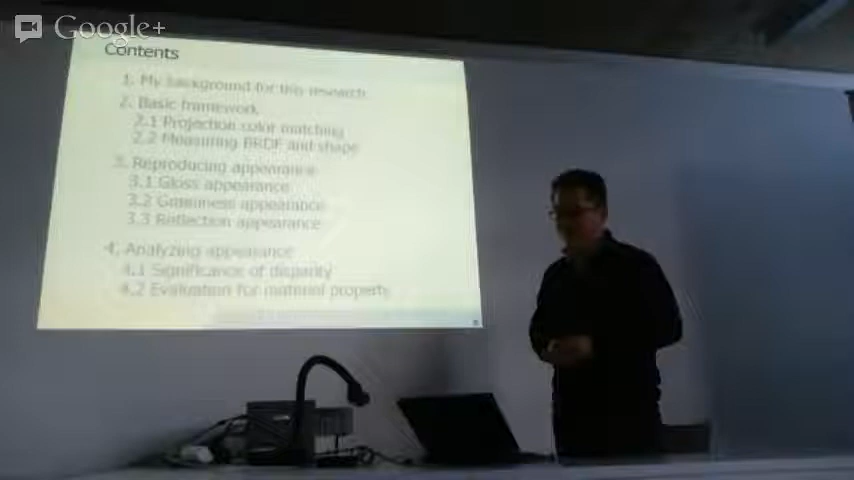 Google+
Contents
1. My background for this research
2. Basic framework
2.1 Projection color matching
2.2 Measuring BRDF and shape
3. Reproducing appearance
3.1 Gloss appearance
3.2 Graininess appearance
3.3 Reflection appearance
4. Analyzing appearance
4.1 Significance of disparity
4.2 Evaluation for material property